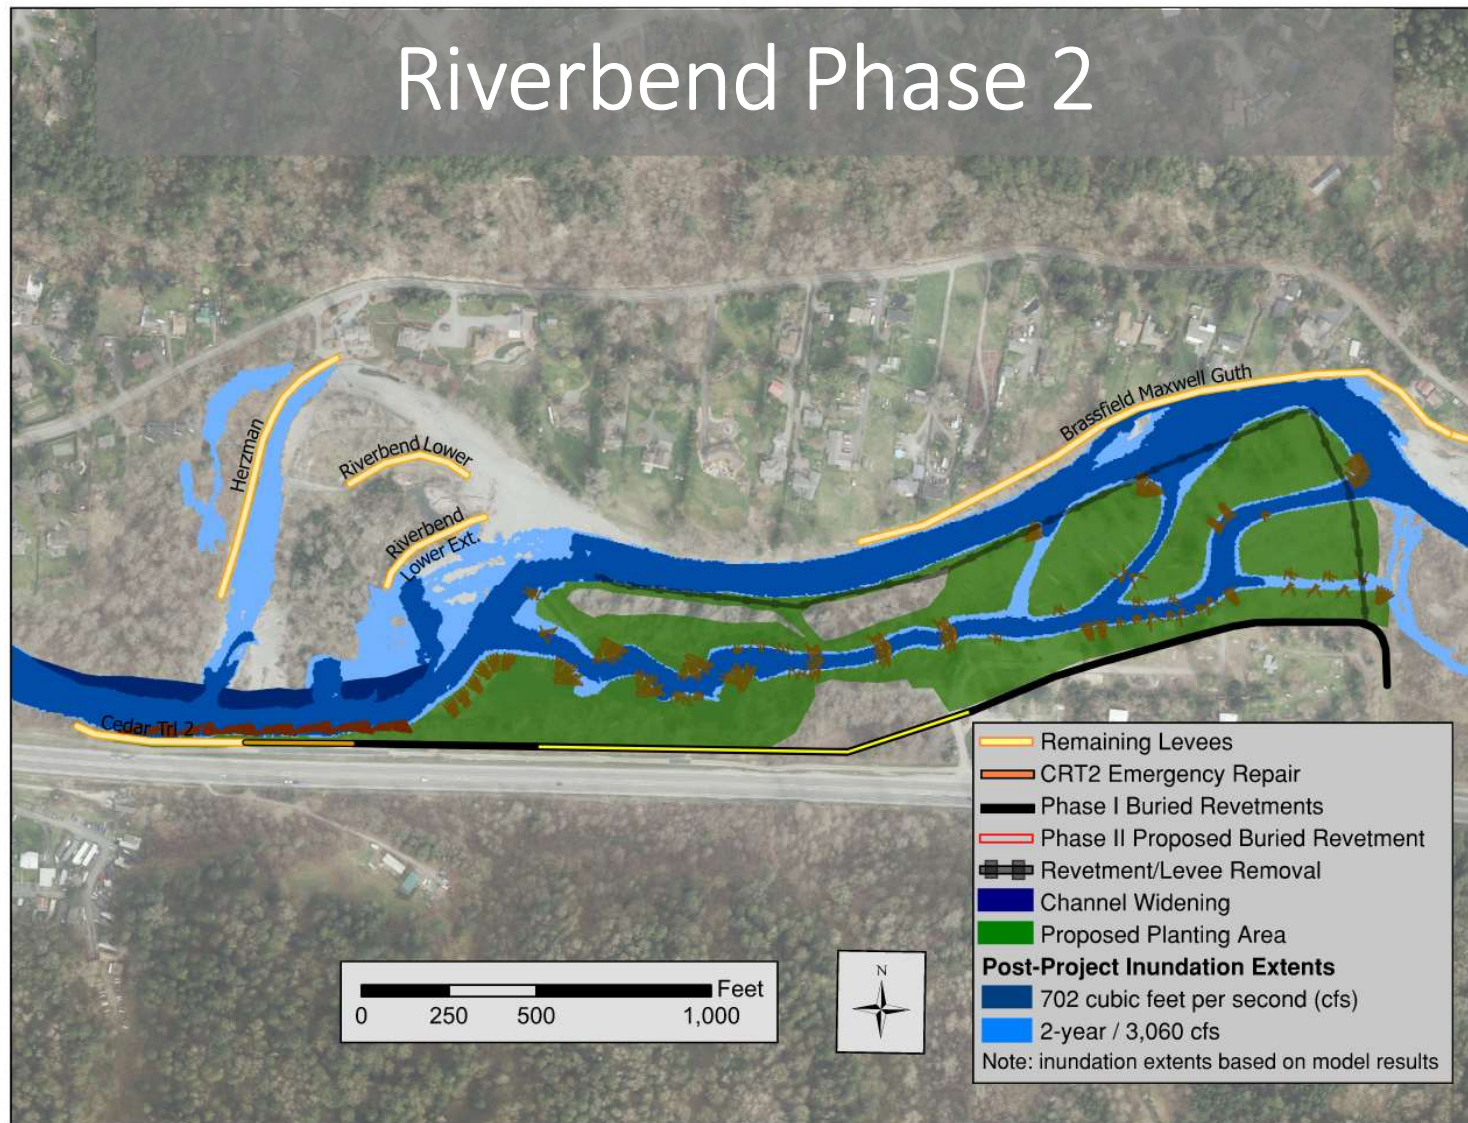 Riverbend Phase 2
Brassfield Maxwell Guth
Herzman
Riverbend Lower
Riverbend
Lower Ext.
Cedar Trl 2
Remaining Levees
CRT2 Emergency Repair
Phase I Buried Revetments
Phase II Proposed Buried Revetment
Revetment/Levee Removal
Channel Widening
Proposed Planting Area
Post-Project Inundation Extents
702 cubic feet per second (cfs)
2-year / 3,060 cfs
Note: inundation extents based on model results
N
Feet
0 250 500 1,000